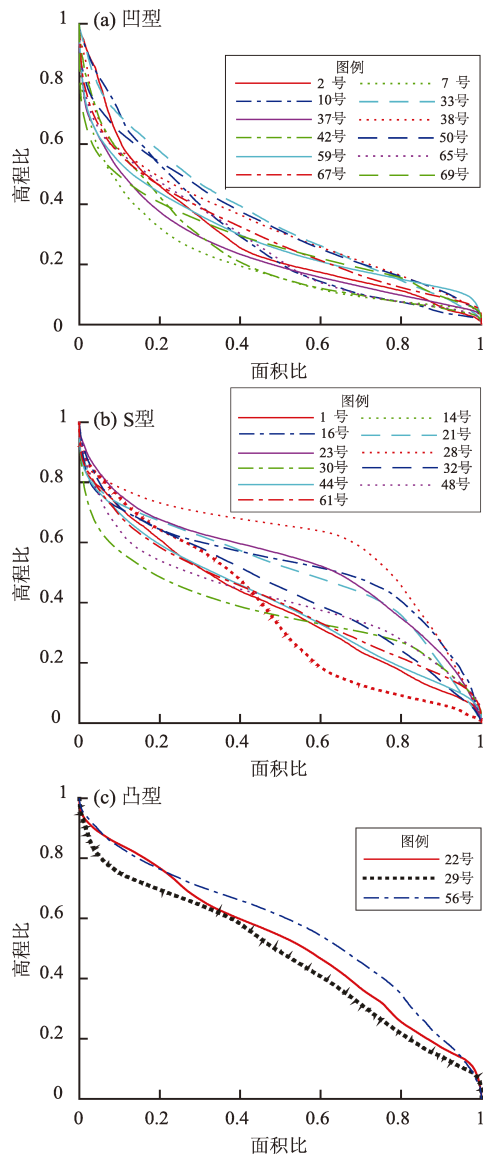 (a) 凹型
图例
2 号 7 号
10号 33号
37号 38号
42号 50号
59号 65号
67号 69号
1
0.8
0.6
0.4
0.2
0
高程比
0 0.2 0.4 0.6 0.8 1
面积比
(b) S型
图例
1 号 14号
16号 21号
23号 28号
30号 32号
44号 48号
61号
1
0.8
0.6
0.4
0.2
0
高程比
0 0.2 0.4 0.6 0.8 1
面积比
(c) 凸型
图例
22号
29号
56号
1
0.8
0.6
0.4
0.2
0
高程比
0 0.2 0.4 0.6 0.8 1
面积比